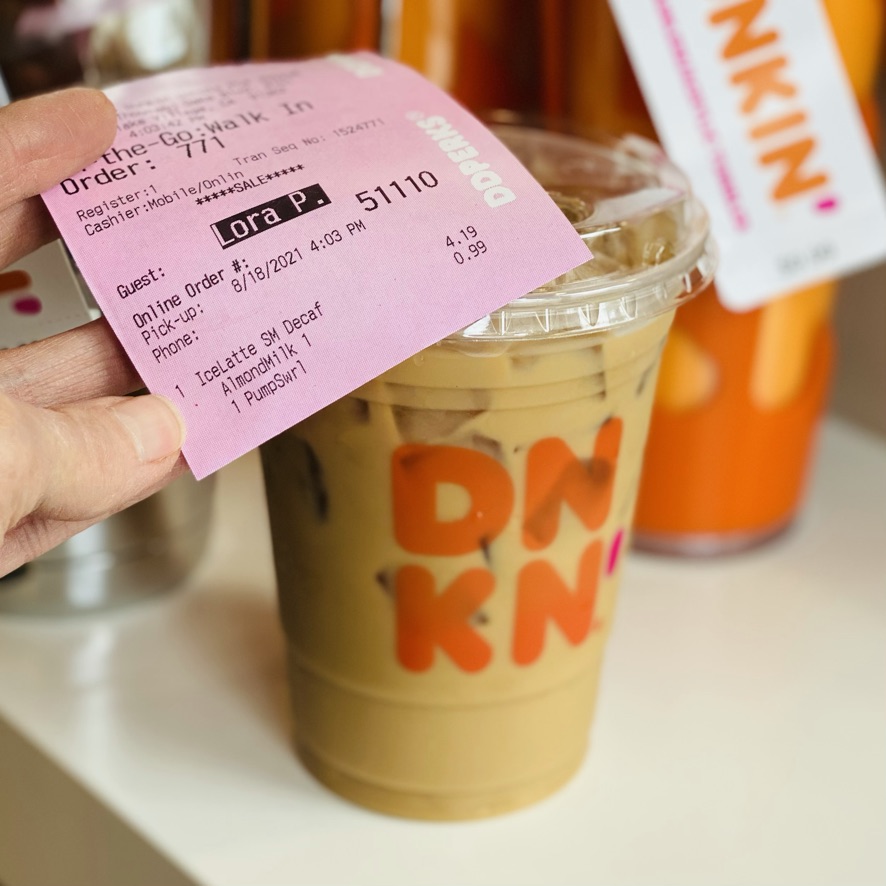 -the-Go:Walk In
Order: 771
Tran Seq No: 1524771
Register:1
Cashier:Mobile/Onlin
*****SALE*****
Guest: Lora P.
Online Order #: 51110
Pick-up: 8/18/2021 4:03 PM
Phone:
1 IceLatte SM Decaf 4.19
AlmondMilk 1 0.99
1 PumpSwrl
DDPERKS
DN
KN'
NKIN'